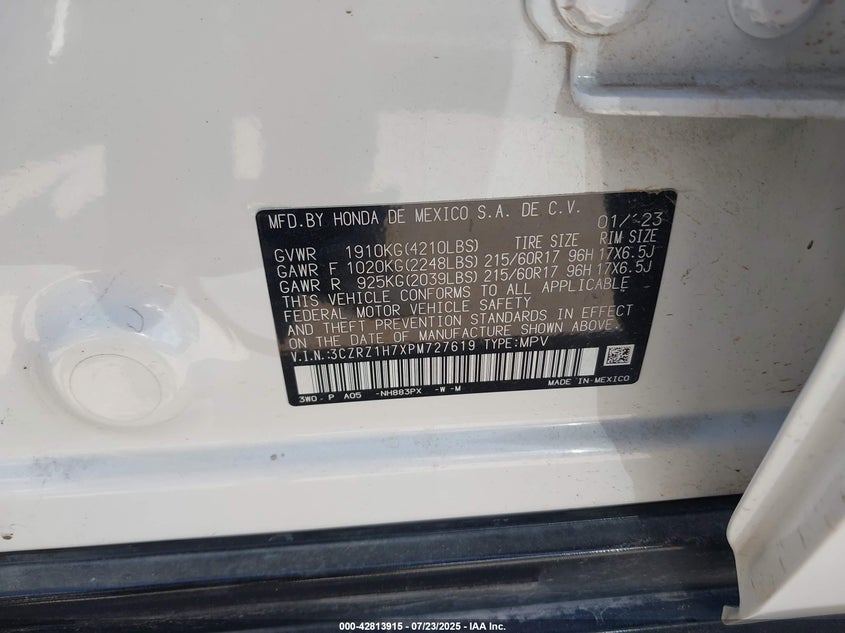 MFD.BY HONDA DE MEXICO S.A. DE C.V. 01/23
GVWR 1910KG(4210LBS) TIRE SIZE RIM SIZE
GAWR F 1020KG(2248LBS) 215/60R17 96H 17X6.5J
GAWR R 925KG(2039LBS) 215/60R17 96H 17X6.5J
THIS VEHICLE CONFORMS TO ALL APPLICABLE
FEDERAL MOTOR VEHICLE SAFETY
AND THEFT PREVENTION STANDARDS IN EFFECT
ON THE DATE OF MANUFACTURE SHOWN ABOVE.
V.I.N.:3CZRZ1H7XPM727619 TYPE:MPV
MADE IN MEXICO
3W0 - P A05 -NH883PX -W -M
000-42813915 - 07/23/2025 - IAA Inc.